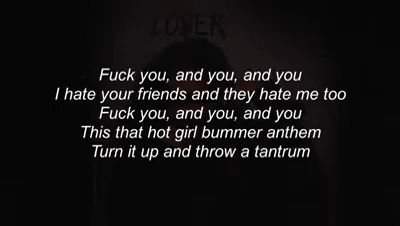 LOSER
Fuck you, and you, and you
I hate your friends and they hate me too
Fuck you, and you, and you
This that hot girl bummer anthem
Turn it up and throw a tantrum